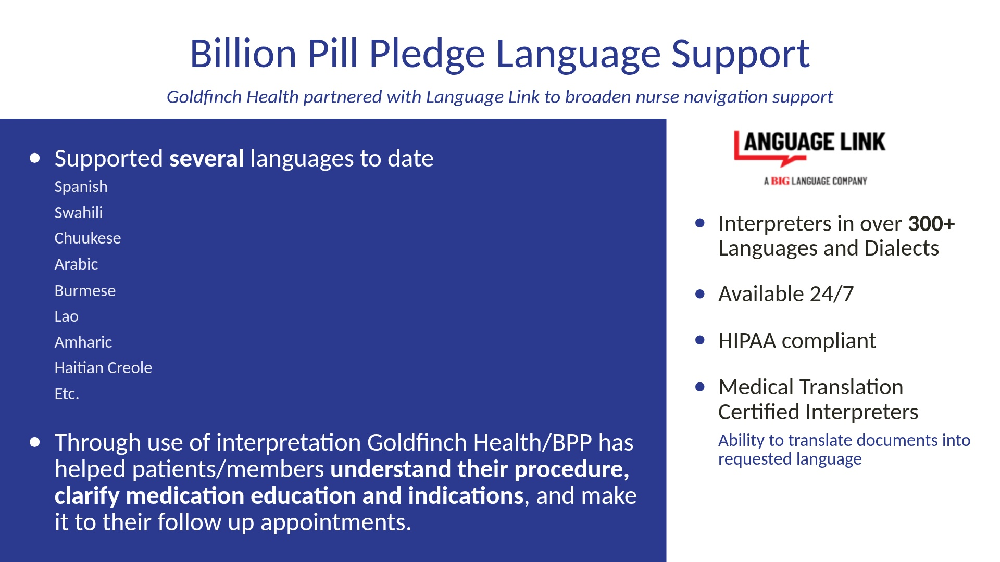 Billion Pill Pledge Language Support
Goldfinch Health partnered with Language Link to broaden nurse navigation support
• Supported several languages to date
Spanish
Swahili
Chuukese
Arabic
Burmese
Lao
Amharic
Haitian Creole
Etc.
• Through use of interpretation Goldfinch Health/BPP has
helped patients/members understand their procedure,
clarify medication education and indications, and make
it to their follow up appointments.
LANGUAGE LINK
A BIG LANGUAGE COMPANY
• Interpreters in over 300+
Languages and Dialects
• Available 24/7
• HIPAA compliant
• Medical Translation
Certified Interpreters
Ability to translate documents into
requested language